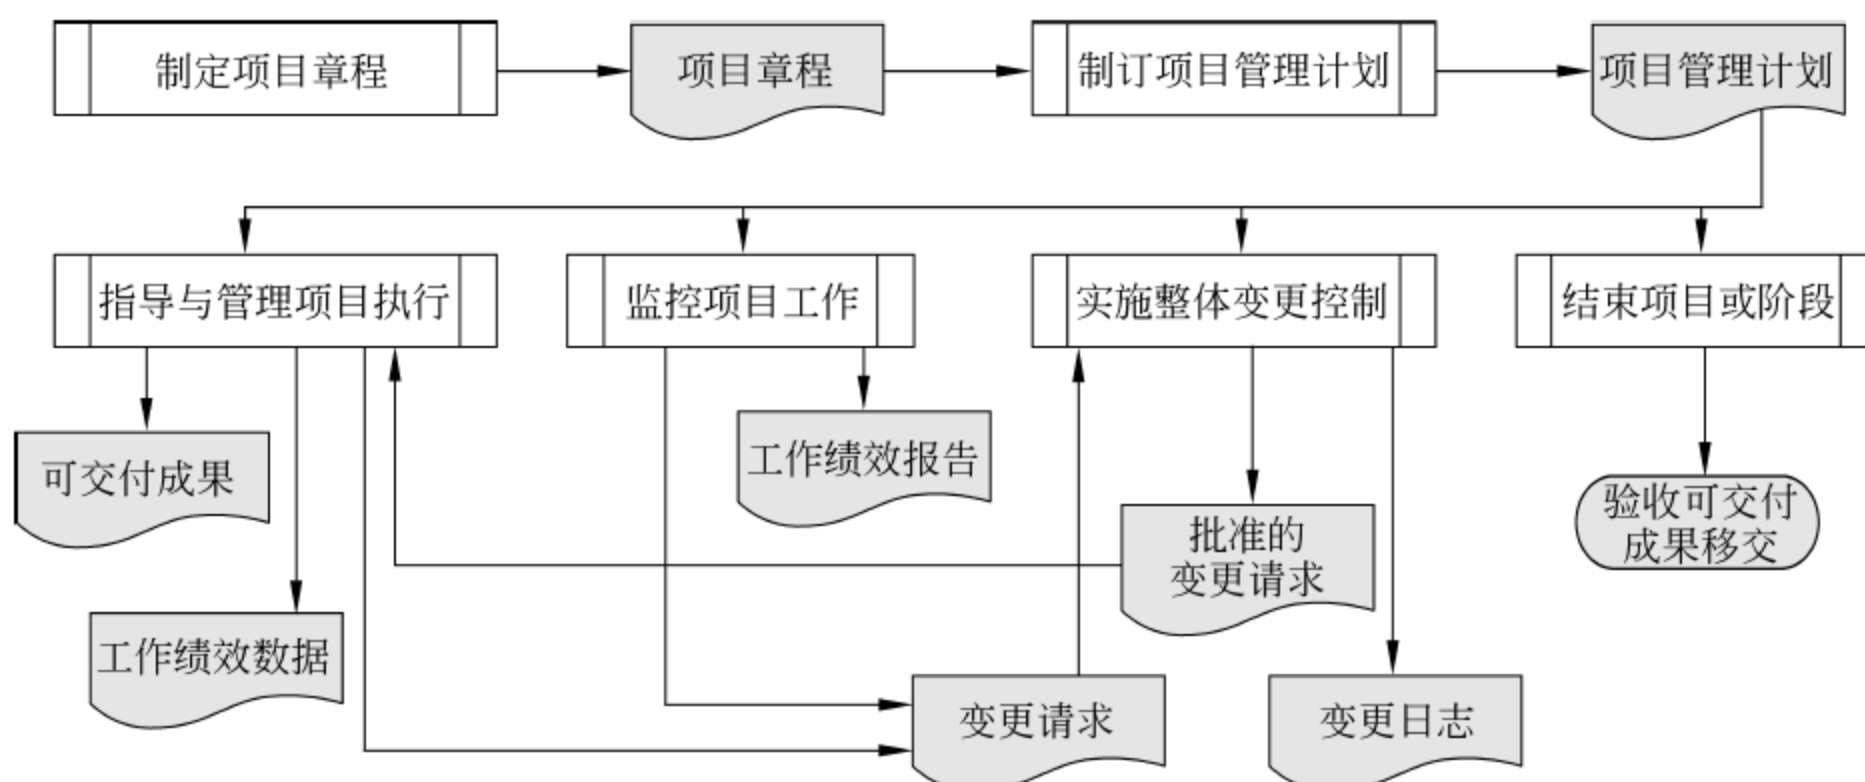 制定项目章程
项目章程
制订项目管理计划
项目管理计划
指导与管理项目执行
监控项目工作
实施整体变更控制
结束项目或阶段
可交付成果
工作绩效报告
验收可交付
成果移交
批准的
变更请求
工作绩效数据
变更请求
变更日志